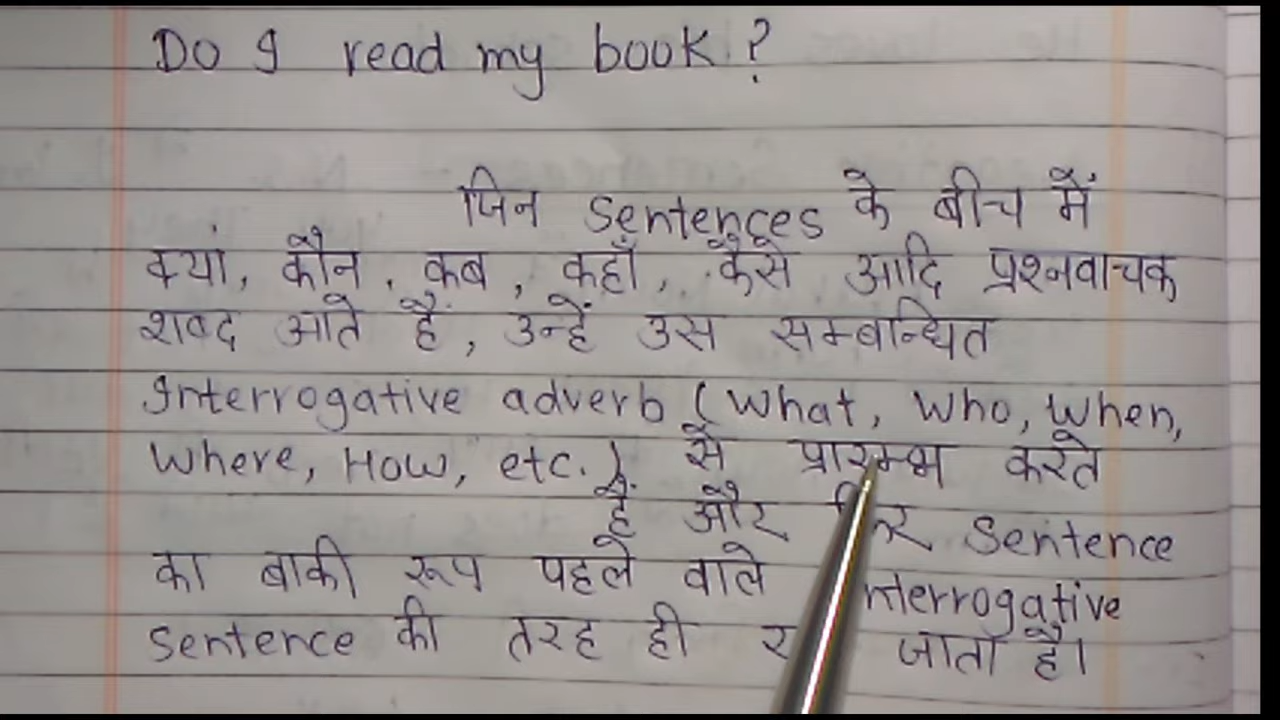 Do I read my book ?
जिन Sentences के बीच में
क्यां, कौन, कब, कहाँ, कैसे आदि प्रश्नवाचक
शब्द आते हैं, उन्हें उस सम्बन्धित
Interrogative adverb (What, Who, When,
Where, How, etc.) से प्रारम्भ करते
हैं और Sentence
का बाकी रूप पहले वाले
Sentence की तरह ही जाता है।